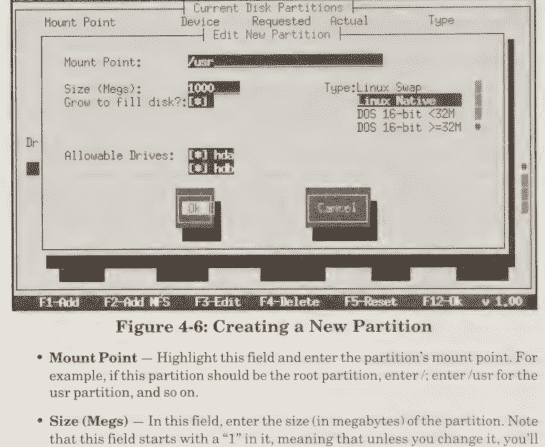 Current Disk Partitions
Mount Point Device Requested Actual Type
Edit New Partition
Mount Point: /usr
Size (Megs): 1000 Type:Linux Swap
Grow to fill disk?:[*] Linux Native
DOS 16-bit <32M
DOS 16-bit >=32M #
Dr
Allowable Drives: [*] hda
[*] hdb
#
Ok Cancel
F1-Add F2-Add NFS F3-Edit F4-Delete F5-Reset F12-Ok v 1.00
Figure 4-6: Creating a New Partition
• Mount Point — Highlight this field and enter the partition's mount point. For
example, if this partition should be the root partition, enter /; enter /usr for the
usr partition, and so on.
• Size (Megs) — In this field, enter the size (in megabytes) of the partition. Note
that this field starts with a "1" in it, meaning that unless you change it, you'll